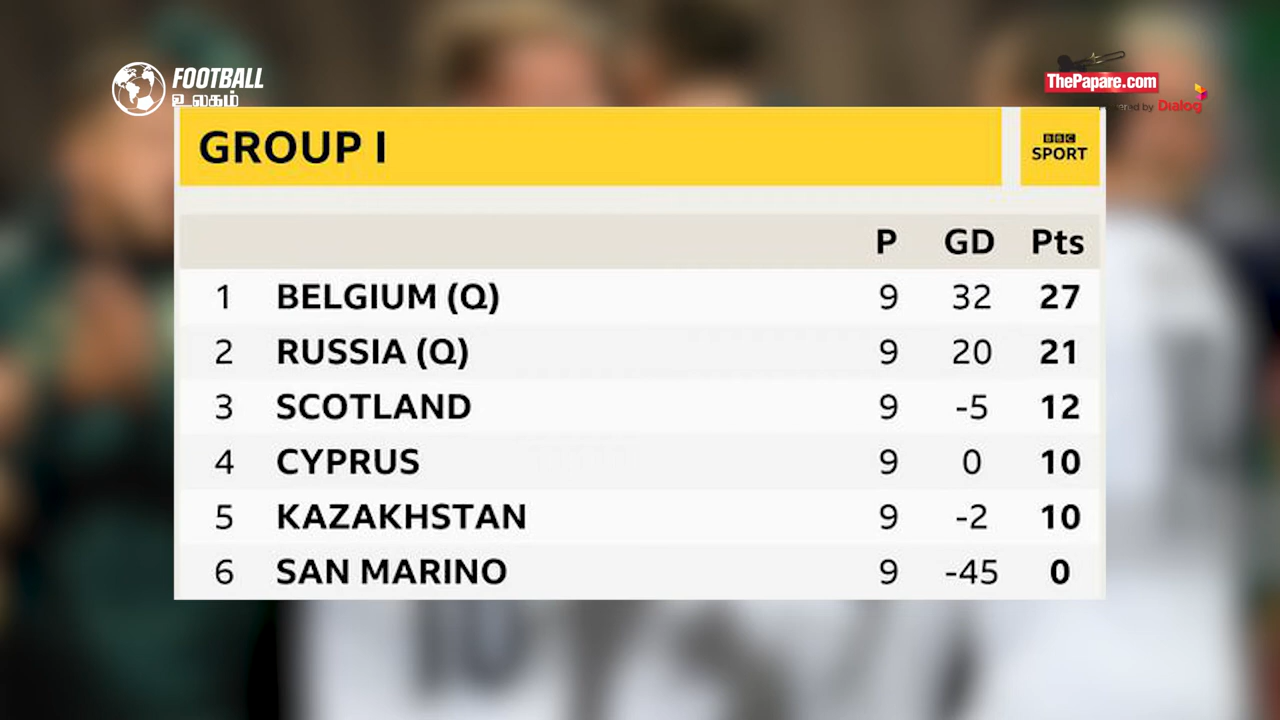 FOOTBALL
உலகம்
ThePapare.com
Powered by Dialog
GROUP I
BBC
SPORT
P GD Pts
1 BELGIUM (Q) 9 32 27
2 RUSSIA (Q) 9 20 21
3 SCOTLAND 9 -5 12
4 CYPRUS 9 0 10
5 KAZAKHSTAN 9 -2 10
6 SAN MARINO 9 -45 0